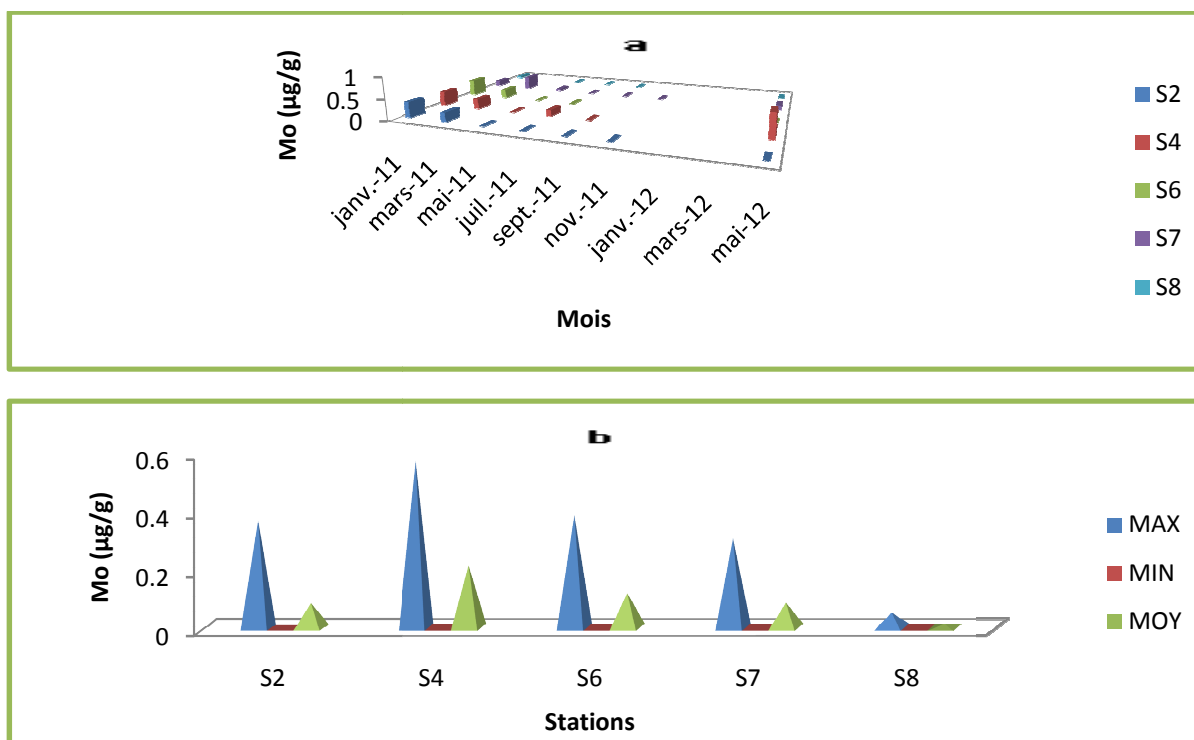 a
Mo (µg/g)
1
0.5
0
janv.-11
mars-11
mai-11
juil.-11
sept.-11
nov.-11
janv.-12
mars-12
mai-12
Mois
S2
S4
S6
S7
S8
b
Mo (µg/g)
0.6
0.4
0.2
0
S2
S4
S6
S7
S8
Stations
MAX
MIN
MOY